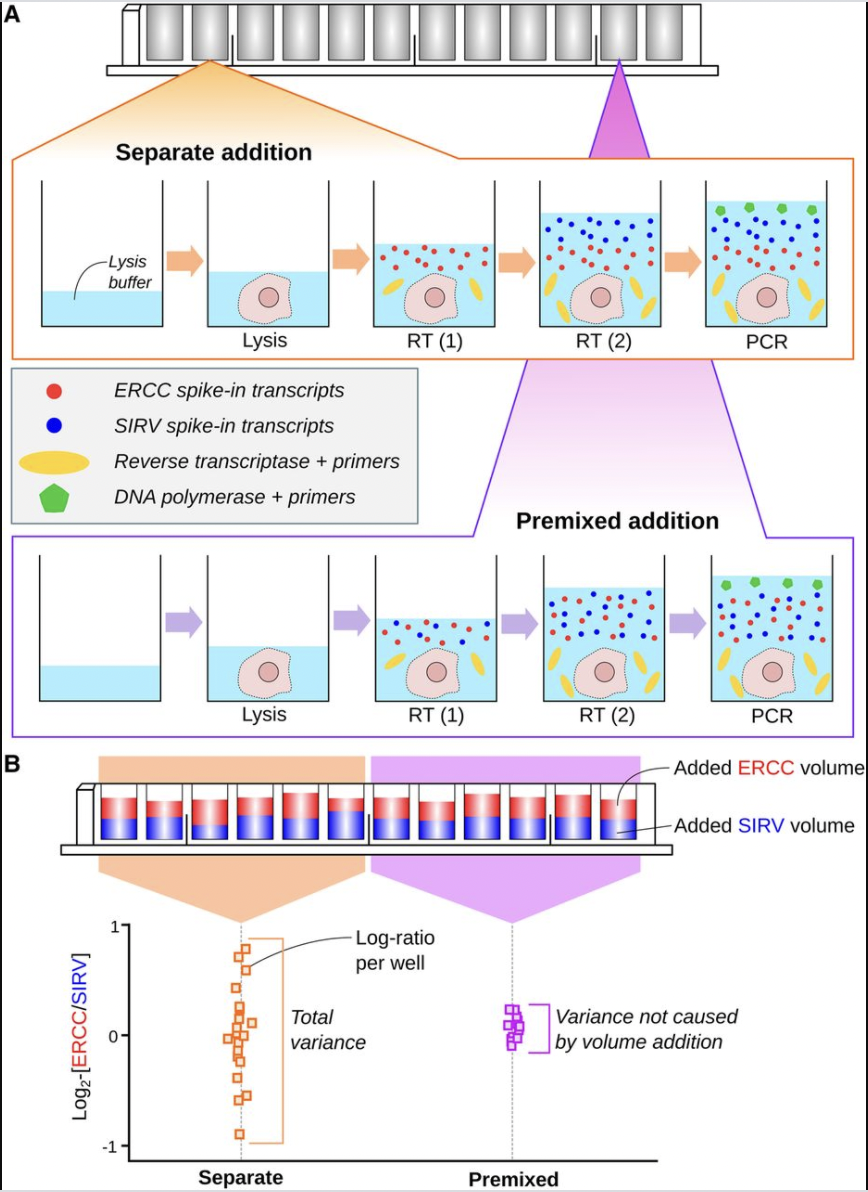 A
Separate addition
Lysis
buffer
Lysis
RT (1)
RT (2)
PCR
ERCC spike-in transcripts
SIRV spike-in transcripts
Reverse transcriptase + primers
DNA polymerase + primers
Premixed addition
Lysis
RT (1)
RT (2)
PCR
B
Added ERCC volume
Added SIRV volume
Log₂-[ERCC/SIRV]
1
0
-1
Log-ratio
per well
Total
variance
Variance not caused
by volume addition
Separate
Premixed